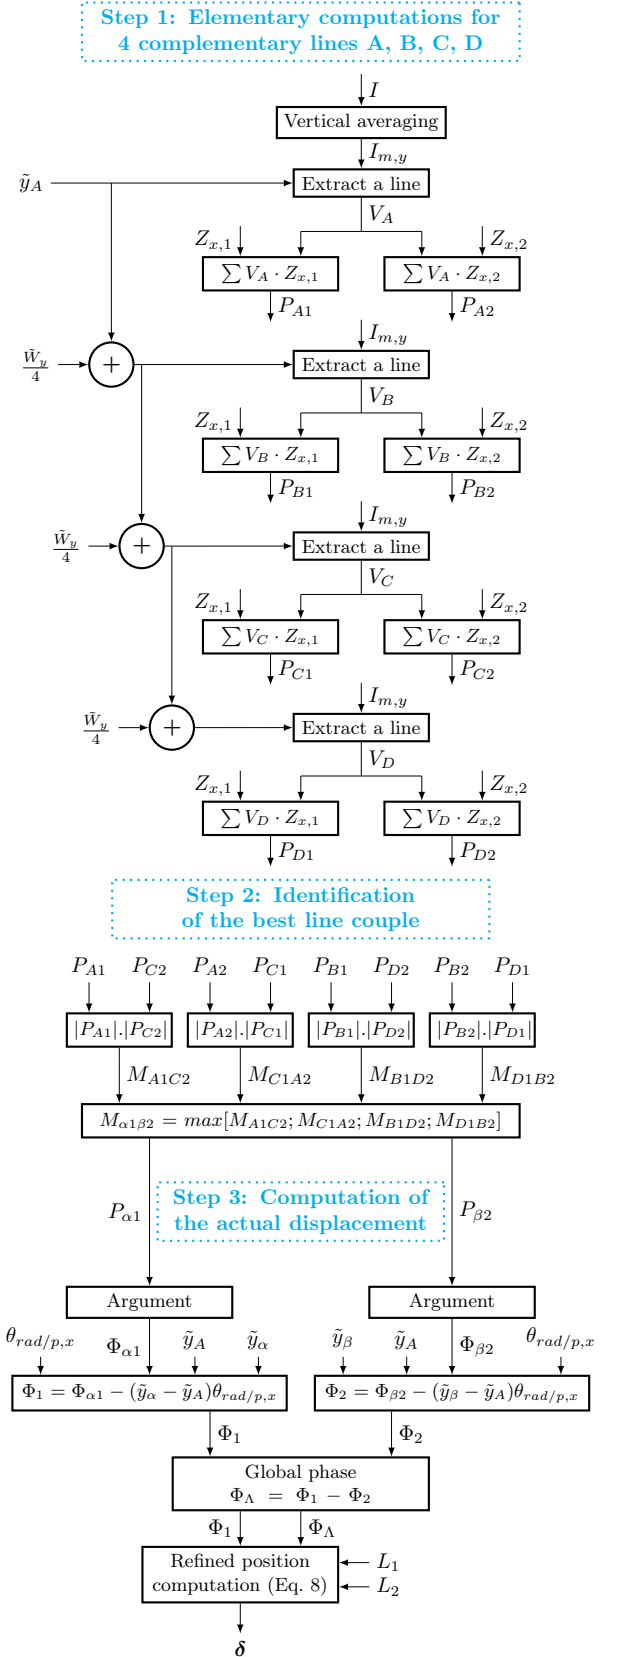 Step 1: Elementary computations for
4 complementary lines A, B, C, D
I
Vertical averaging
I_{m,y}
ỹ_A
Extract a line
V_A
Z_{x,1}
Z_{x,2}
∑ V_A · Z_{x,1}
∑ V_A · Z_{x,2}
P_{A1}
P_{A2}
I_{m,y}
W̃_y/4
+
Extract a line
V_B
Z_{x,1}
Z_{x,2}
∑ V_B · Z_{x,1}
∑ V_B · Z_{x,2}
P_{B1}
P_{B2}
I_{m,y}
W̃_y/4
+
Extract a line
V_C
Z_{x,1}
Z_{x,2}
∑ V_C · Z_{x,1}
∑ V_C · Z_{x,2}
P_{C1}
P_{C2}
I_{m,y}
W̃_y/4
+
Extract a line
V_D
Z_{x,1}
Z_{x,2}
∑ V_D · Z_{x,1}
∑ V_D · Z_{x,2}
P_{D1}
P_{D2}
Step 2: Identification
of the best line couple
P_{A1} P_{C2} P_{A2} P_{C1} P_{B1} P_{D2} P_{B2} P_{D1}
|P_{A1}|.|P_{C2}| |P_{A2}|.|P_{C1}| |P_{B1}|.|P_{D2}| |P_{B2}|.|P_{D1}|
M_{A1C2} M_{C1A2} M_{B1D2} M_{D1B2}
M_{α1β2} = max[M_{A1C2}; M_{C1A2}; M_{B1D2}; M_{D1B2}]
Step 3: Computation of
the actual displacement
P_{α1}
P_{β2}
Argument
Argument
θ_{rad/p,x} Φ_{α1} ỹ_A ỹ_α
ỹ_β ỹ_A Φ_{β2} θ_{rad/p,x}
Φ_1 = Φ_{α1} − (ỹ_α − ỹ_A)θ_{rad/p,x}
Φ_2 = Φ_{β2} − (ỹ_β − ỹ_A)θ_{rad/p,x}
Φ_1
Φ_2
Global phase
Φ_Λ = Φ_1 − Φ_2
Φ_1
Φ_Λ
Refined position
computation (Eq. 8)
L_1
L_2
δ